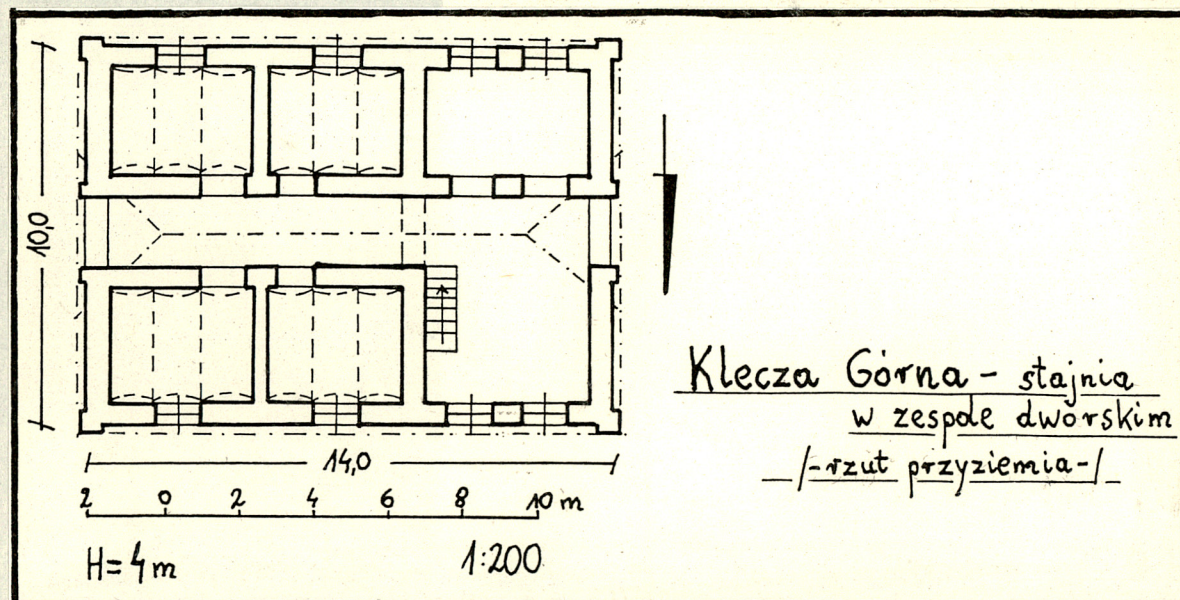 10,0
14,0
2 0 2 4 6 8 10 m
H=4m
1:200
Klecza Górna - stajnia
w zespole dworskim
/-rzut przyziemia-/